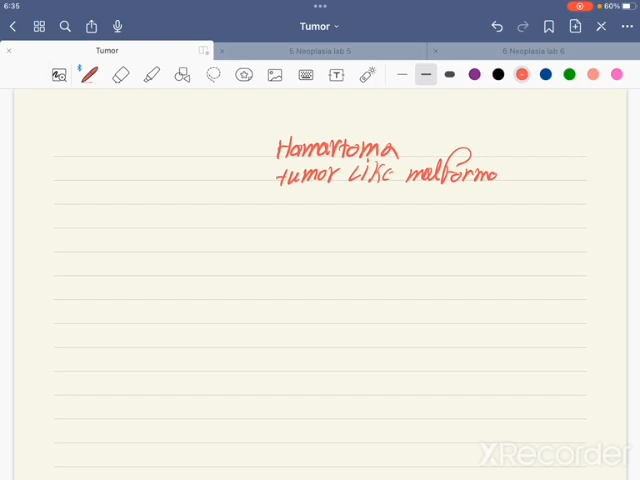 6:35
60%
Tumor
Tumor
5 Neoplasia lab 5
6 Neoplasia lab 6
Hamartoma
tumor like malformo
XRecorder